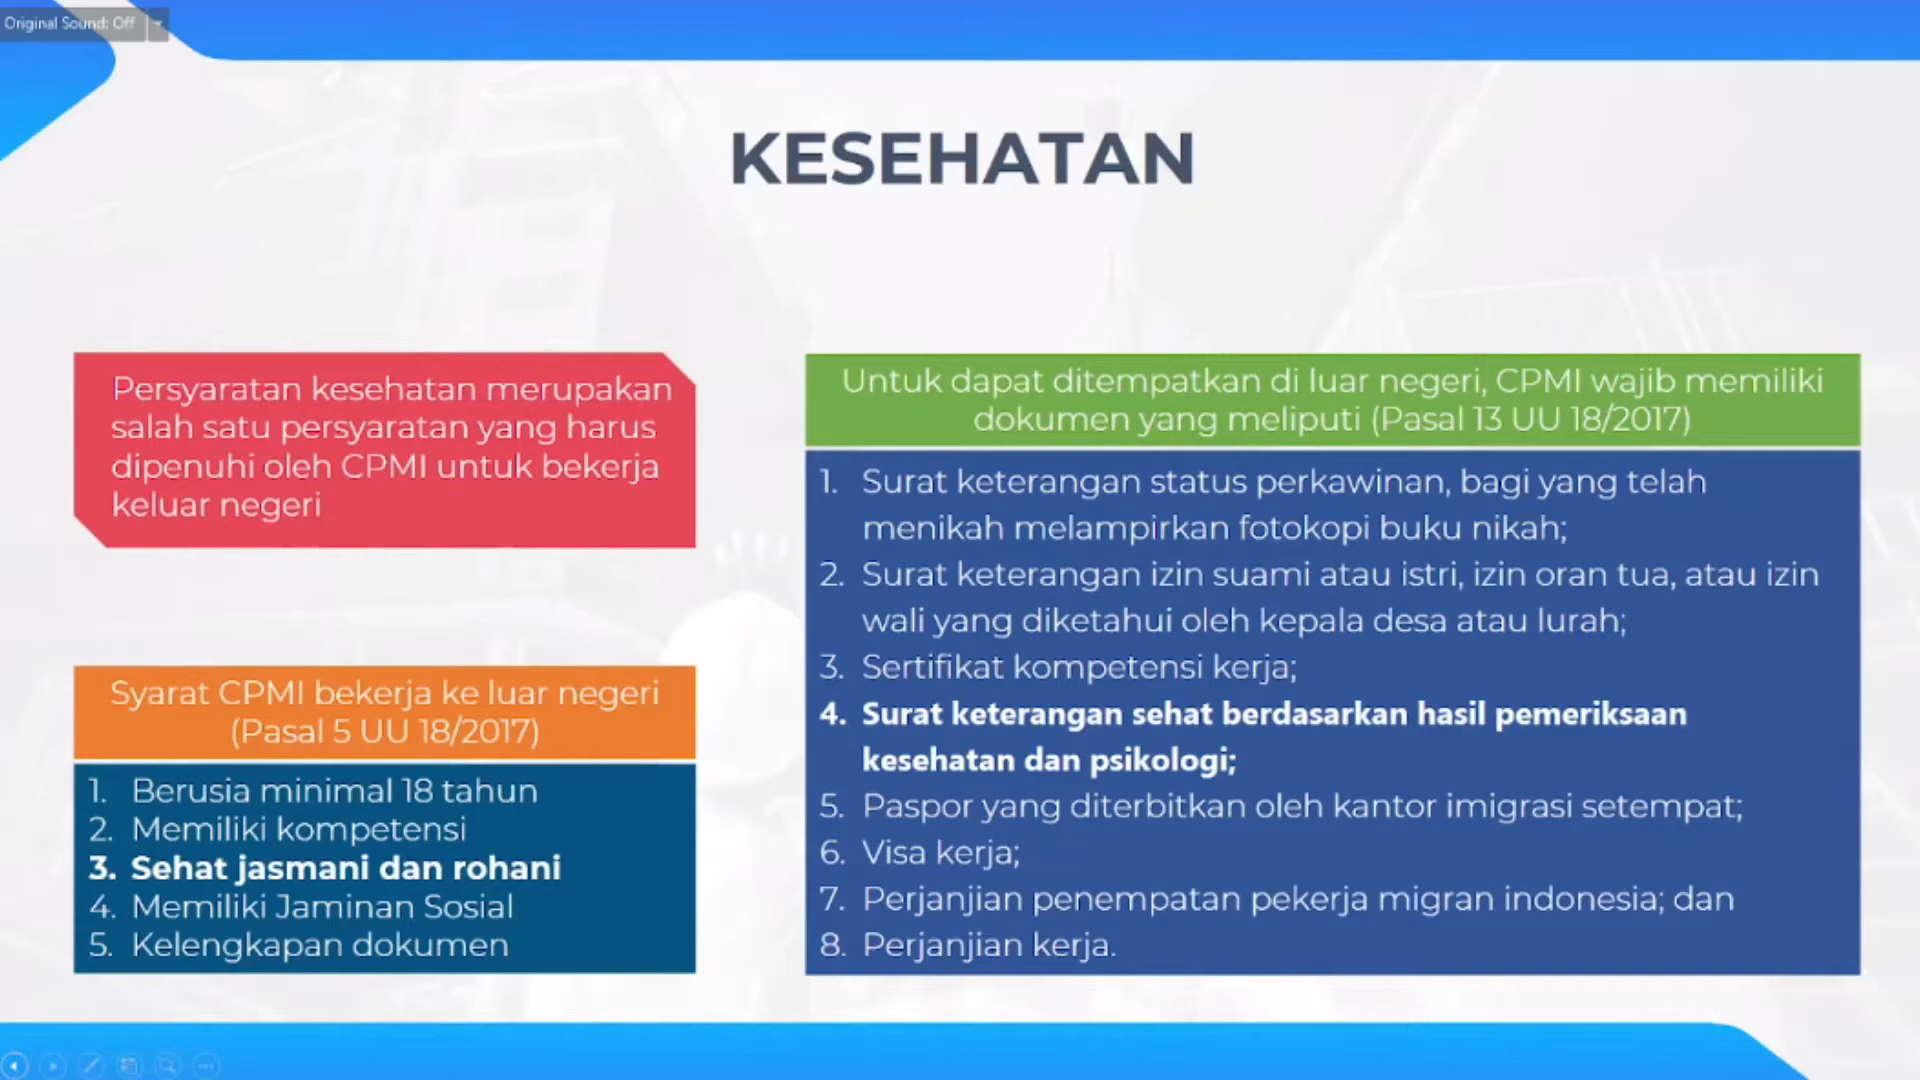 Original Sound: Off
KESEHATAN
Persyaratan kesehatan merupakan
salah satu persyaratan yang harus
dipenuhi oleh CPMI untuk bekerja
keluar negeri
Syarat CPMI bekerja ke luar negeri
(Pasal 5 UU 18/2017)
1. Berusia minimal 18 tahun
2. Memiliki kompetensi
3. Sehat jasmani dan rohani
4. Memiliki Jaminan Sosial
5. Kelengkapan dokumen
Untuk dapat ditempatkan di luar negeri, CPMI wajib memiliki
dokumen yang meliputi (Pasal 13 UU 18/2017)
1. Surat keterangan status perkawinan, bagi yang telah
menikah melampirkan fotokopi buku nikah;
2. Surat keterangan izin suami atau istri, izin oran tua, atau izin
wali yang diketahui oleh kepala desa atau lurah;
3. Sertifikat kompetensi kerja;
4. Surat keterangan sehat berdasarkan hasil pemeriksaan
kesehatan dan psikologi;
5. Paspor yang diterbitkan oleh kantor imigrasi setempat;
6. Visa kerja;
7. Perjanjian penempatan pekerja migran indonesia; dan
8. Perjanjian kerja.